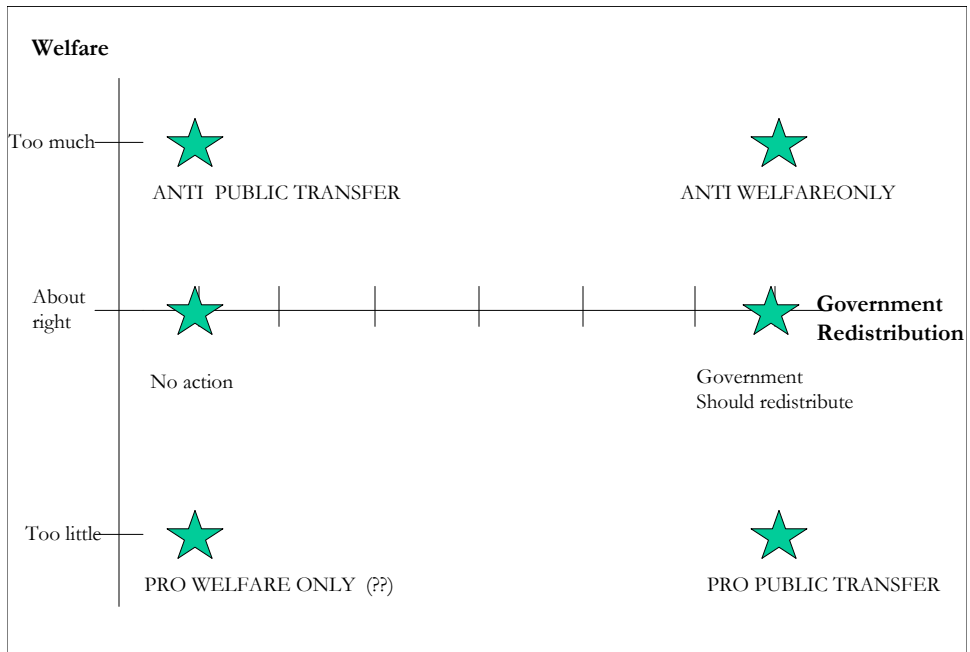 Welfare
Too much
ANTI  PUBLIC TRANSFER
ANTI WELFAREONLY
About
right
Government
Redistribution
No action
Government
Should redistribute
Too little
PRO WELFARE ONLY  (??)
PRO PUBLIC TRANSFER